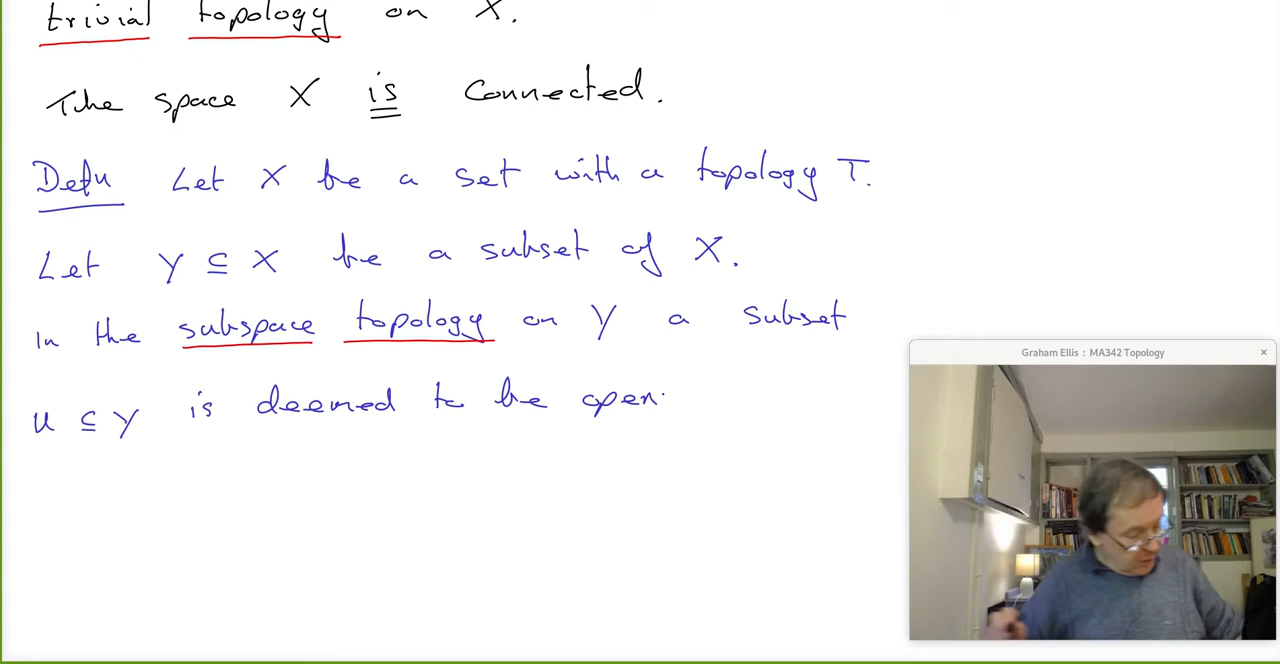 trivial topology on X.
The space X is connected.
Defn Let X be a set with a topology T.
Let Y ⊆ X be a subset of X.
In the subspace topology on Y a subset
U ⊆ Y is deemed to be open
Graham Ellis : MA342 Topology